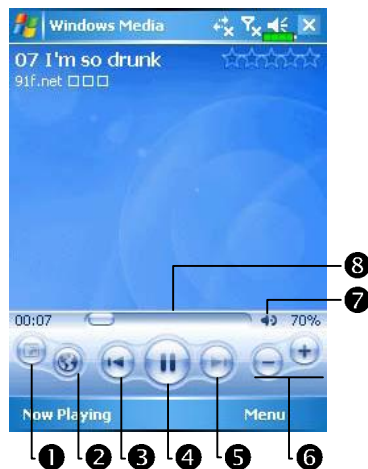 Windows Media
07 I'm so drunk
91f.net □□□
8
7
00:07 70%
Now Playing Menu
1 2 3 4 5 6